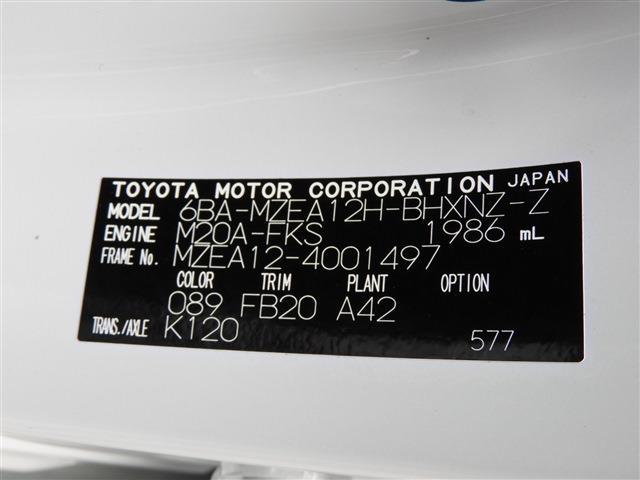 TOYOTA MOTOR CORPORATION JAPAN
MODEL 6BA-MZEA12H-BHXNZ-Z
ENGINE M20A-FKS 1986 mL
FRAME No. MZEA12-4001497
COLOR TRIM PLANT OPTION
089 FB20 A42
TRANS./AXLE K120 577